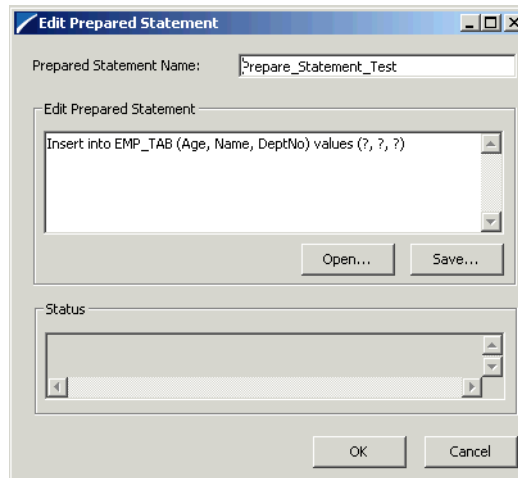 Edit Prepared Statement
Prepared Statement Name: Prepare_Statement_Test
Edit Prepared Statement
Insert into EMP_TAB (Age, Name, DeptNo) values (?, ?, ?)
Open... Save...
Status
OK Cancel